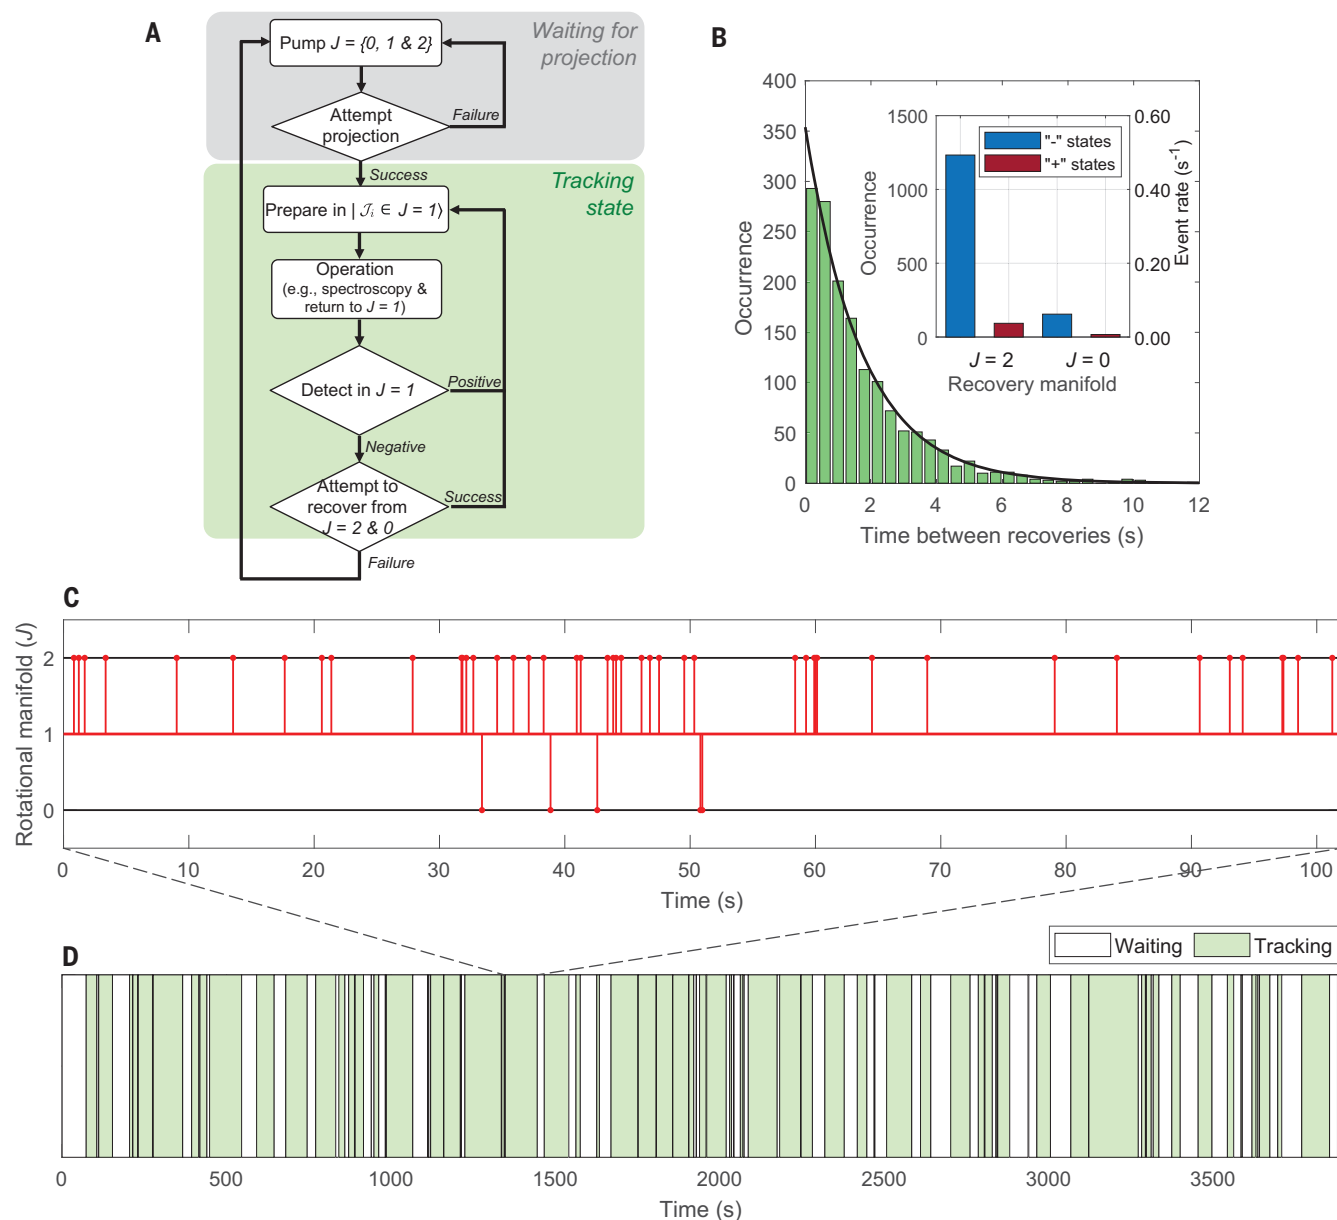 A
Waiting for
projection
Pump J = {0, 1 & 2}
Attempt
projection
Failure
Success
Tracking
state
Prepare in | 𝒥i ∈ J = 1⟩
Operation
(e.g., spectroscopy &
return to J = 1)
Detect in J = 1
Positive
Negative
Attempt to
recover from
J = 2 & 0
Success
Failure
B
400
350
300
250
200
150
100
50
0
Occurrence
0 2 4 6 8 10 12
Time between recoveries (s)
1500
1000
500
0
Occurrence
"-" states
"+" states
0.60
0.40
0.20
0.00
Event rate (s⁻¹)
J = 2 J = 0
Recovery manifold
C
Rotational manifold (J)
2
1
0
0 10 20 30 40 50 60 70 80 90 100
Time (s)
D
Waiting Tracking
0 500 1000 1500 2000 2500 3000 3500
Time (s)